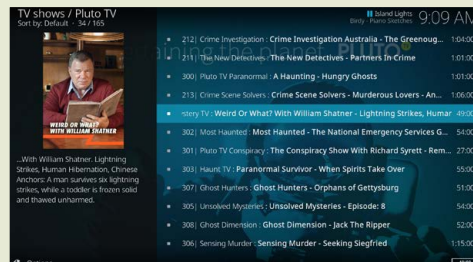 TV shows / Pluto TV
Sort by: Default · 34 / 165
Island Lights
Birdy · Piano Sketches
9:09 AM
212| Crime Investigation : Crime Investigation Australia - The Greenoug... 1:04:00
211| The New Detectives : The New Detectives - Partners In Crime 1:01:00
300| Pluto TV Paranormal : A Haunting - Hungry Ghosts 1:01:00
213| Crime Scene Solvers : Crime Scene Solvers - Murderous Lovers - An... 1:06:00
stery TV : Weird Or What? With William Shatner - Lightning Strikes, Humar 49:00
302| Most Haunted : Most Haunted - The National Emergency Services G... 54:00
301| Pluto TV Conspiracy : The Conspiracy Show With Richard Syrett - Rem... 27:00
303| Haunt TV : Paranormal Survivor - When Spirits Take Over 55:00
307| Ghost Hunters : Ghost Hunters - Orphans of Gettysburg 51:00
305| Unsolved Mysteries : Unsolved Mysteries - Episode: 8 54:00
308| Ghost Dimension : Ghost Dimension - Jack The Ripper 52:00
306| Sensing Murder : Sensing Murder - Seeking Siegfried 1:15:00
training the planet.
PLUTO
WEIRD OR WHAT?
WITH WILLIAM SHATNER
...With William Shatner. Lightning
Strikes, Human Hibernation, Chinese
Anchors: A man survives six lightning
strikes, while a toddler is frozen solid
and thawed unharmed.